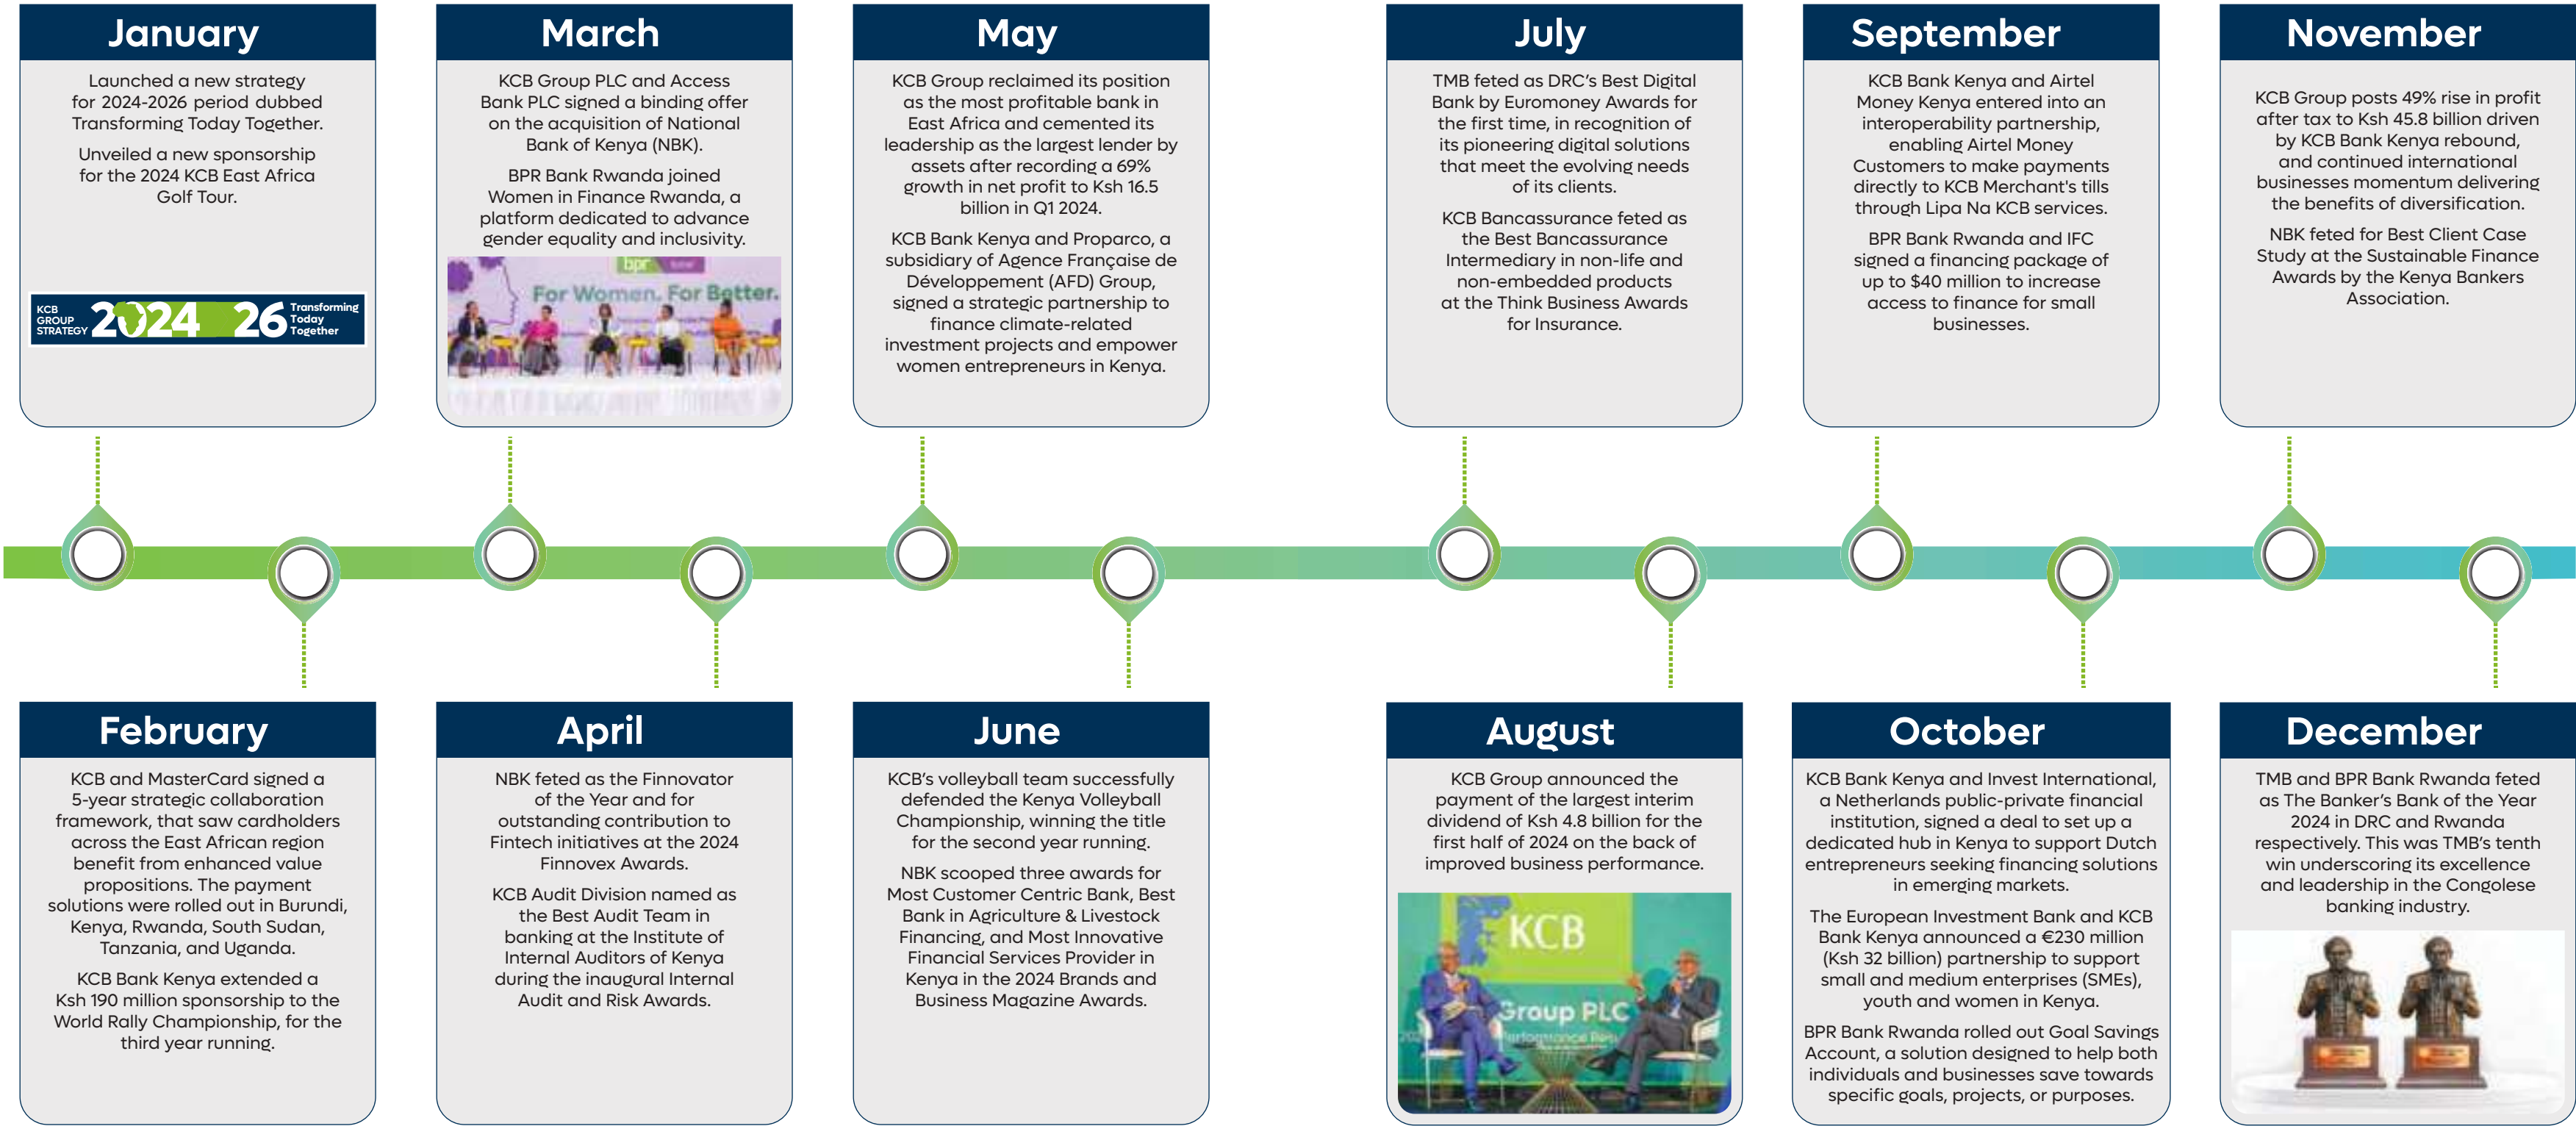 January
Launched a new strategy
for 2024-2026 period dubbed
Transforming Today Together.
Unveiled a new sponsorship
for the 2024 KCB East Africa
Golf Tour.
KCB
GROUP
STRATEGY
2024 26
Transforming
Today
Together
February
KCB and MasterCard signed a
5-year strategic collaboration
framework, that saw cardholders
across the East African region
benefit from enhanced value
propositions. The payment
solutions were rolled out in Burundi,
Kenya, Rwanda, South Sudan,
Tanzania, and Uganda.
KCB Bank Kenya extended a
Ksh 190 million sponsorship to the
World Rally Championship, for the
third year running.
March
KCB Group PLC and Access
Bank PLC signed a binding offer
on the acquisition of National
Bank of Kenya (NBK).
BPR Bank Rwanda joined
Women in Finance Rwanda, a
platform dedicated to advance
gender equality and inclusivity.
bpr
For Women. For Better.
April
NBK feted as the Finnovator
of the Year and for
outstanding contribution to
Fintech initiatives at the 2024
Finnovex Awards.
KCB Audit Division named as
the Best Audit Team in
banking at the Institute of
Internal Auditors of Kenya
during the inaugural Internal
Audit and Risk Awards.
May
KCB Group reclaimed its position
as the most profitable bank in
East Africa and cemented its
leadership as the largest lender by
assets after recording a 69%
growth in net profit to Ksh 16.5
billion in Q1 2024.
KCB Bank Kenya and Proparco, a
subsidiary of Agence Française de
Développement (AFD) Group,
signed a strategic partnership to
finance climate-related
investment projects and empower
women entrepreneurs in Kenya.
June
KCB's volleyball team successfully
defended the Kenya Volleyball
Championship, winning the title
for the second year running.
NBK scooped three awards for
Most Customer Centric Bank, Best
Bank in Agriculture & Livestock
Financing, and Most Innovative
Financial Services Provider in
Kenya in the 2024 Brands and
Business Magazine Awards.
July
TMB feted as DRC's Best Digital
Bank by Euromoney Awards for
the first time, in recognition of
its pioneering digital solutions
that meet the evolving needs
of its clients.
KCB Bancassurance feted as
the Best Bancassurance
Intermediary in non-life and
non-embedded products
at the Think Business Awards
for Insurance.
August
KCB Group announced the
payment of the largest interim
dividend of Ksh 4.8 billion for the
first half of 2024 on the back of
improved business performance.
KCB
Group PLC
September
KCB Bank Kenya and Airtel
Money Kenya entered into an
interoperability partnership,
enabling Airtel Money
Customers to make payments
directly to KCB Merchant's tills
through Lipa Na KCB services.
BPR Bank Rwanda and IFC
signed a financing package of
up to $40 million to increase
access to finance for small
businesses.
October
KCB Bank Kenya and Invest International,
a Netherlands public-private financial
institution, signed a deal to set up a
dedicated hub in Kenya to support Dutch
entrepreneurs seeking financing solutions
in emerging markets.
The European Investment Bank and KCB
Bank Kenya announced a €230 million
(Ksh 32 billion) partnership to support
small and medium enterprises (SMEs),
youth and women in Kenya.
BPR Bank Rwanda rolled out Goal Savings
Account, a solution designed to help both
individuals and businesses save towards
specific goals, projects, or purposes.
November
KCB Group posts 49% rise in profit
after tax to Ksh 45.8 billion driven
by KCB Bank Kenya rebound,
and continued international
businesses momentum delivering
the benefits of diversification.
NBK feted for Best Client Case
Study at the Sustainable Finance
Awards by the Kenya Bankers
Association.
December
TMB and BPR Bank Rwanda feted
as The Banker's Bank of the Year
2024 in DRC and Rwanda
respectively. This was TMB's tenth
win underscoring its excellence
and leadership in the Congolese
banking industry.